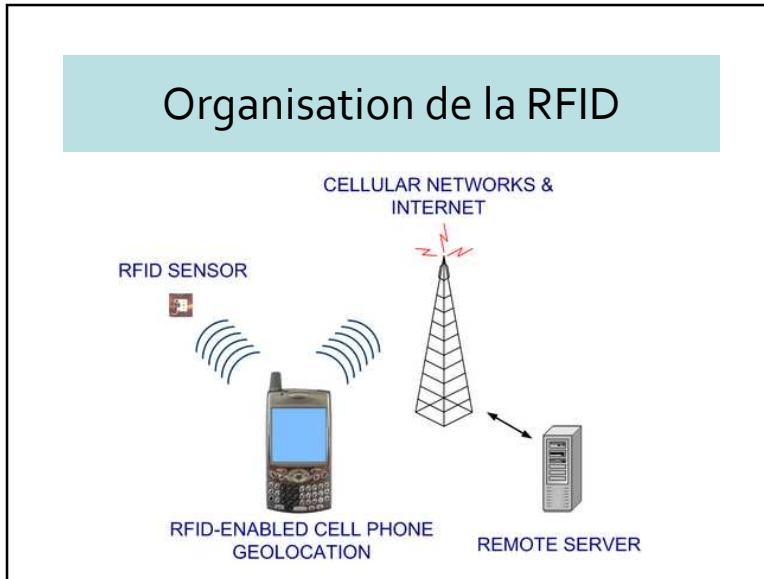 Organisation de la RFID
CELLULAR NETWORKS &
INTERNET
RFID SENSOR
RFID-ENABLED CELL PHONE
GEOLOCATION
REMOTE SERVER